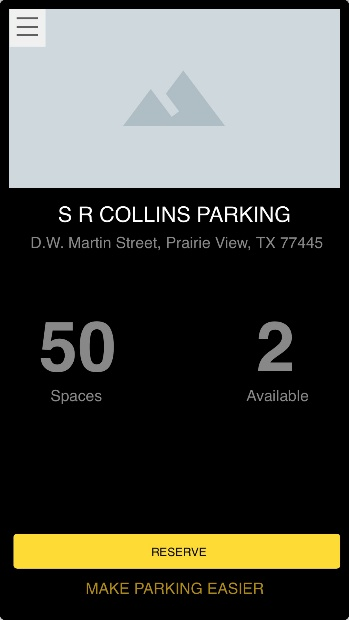 S R COLLINS PARKING
D.W. Martin Street, Prairie View, TX 77445
50
Spaces
2
Available
RESERVE
MAKE PARKING EASIER